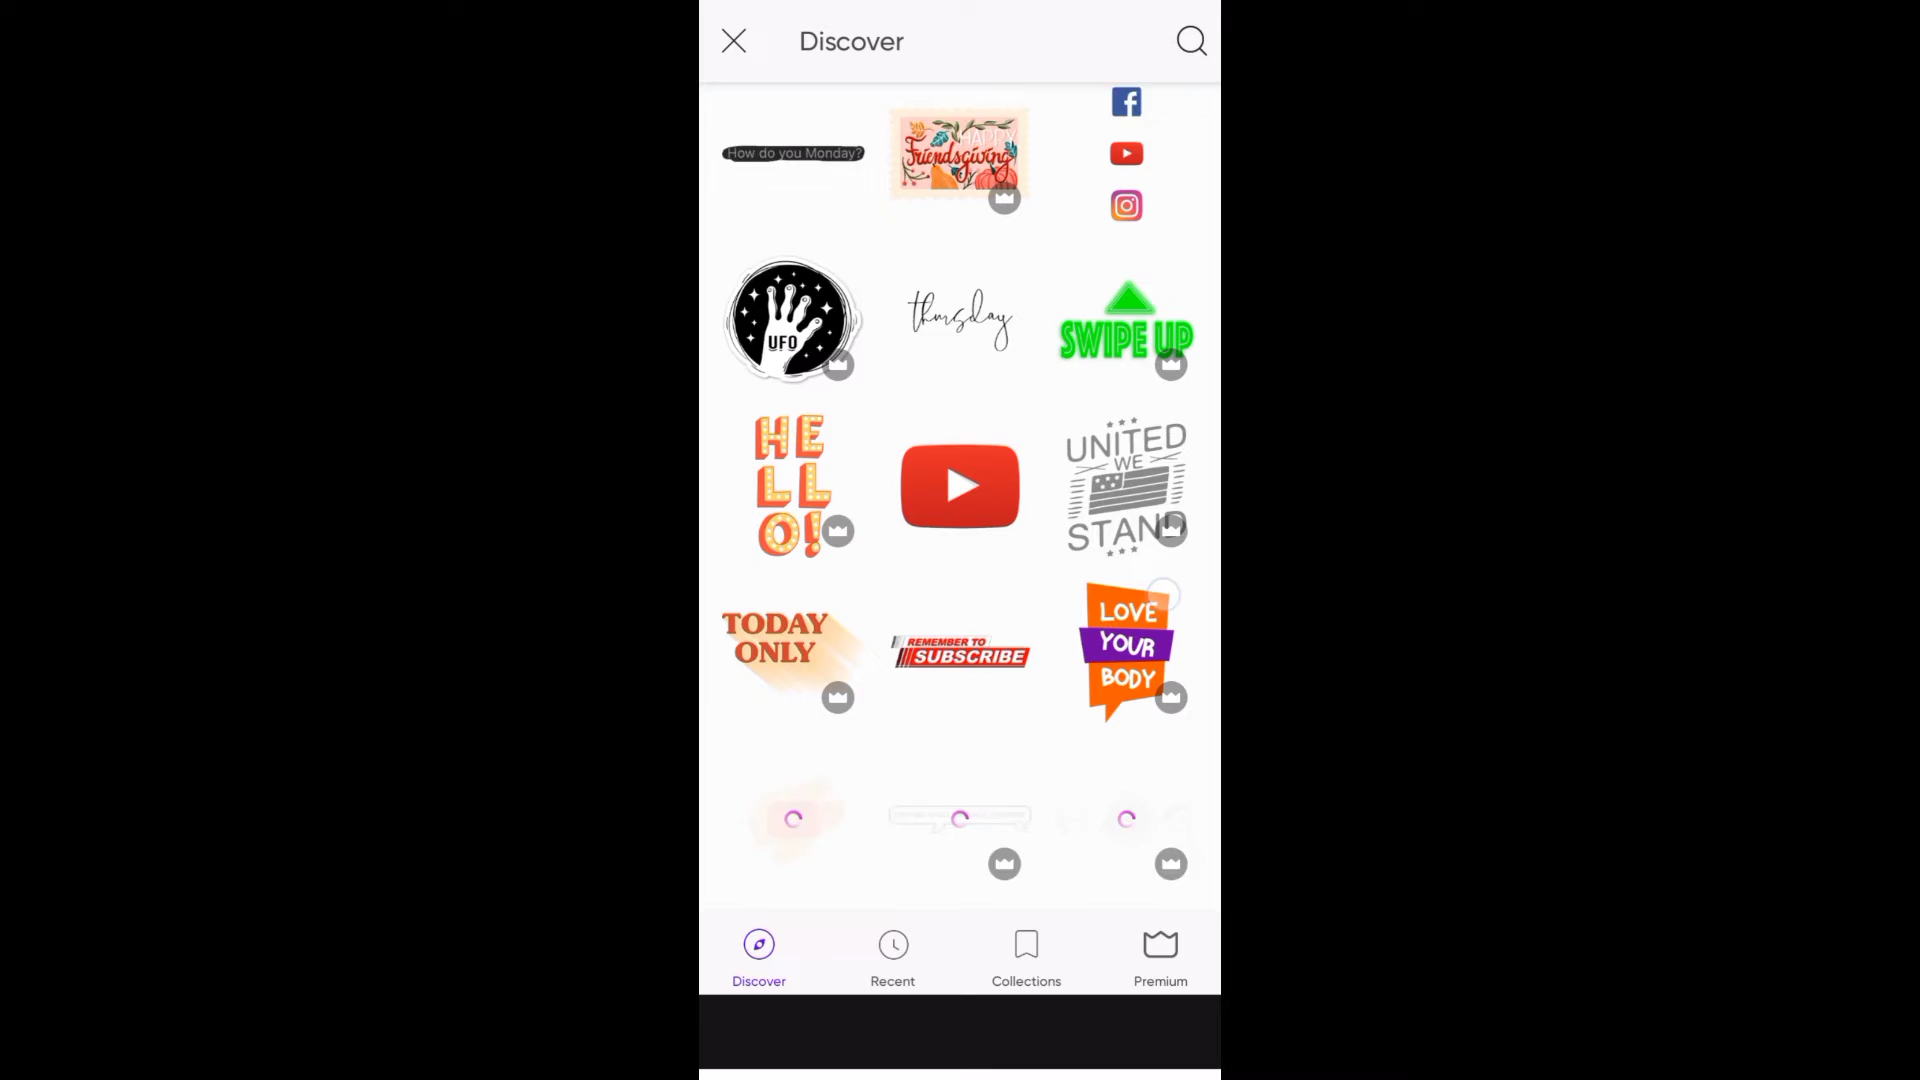 Discover
How do you Monday?
HAPPY
Friendsgiving
UFO
thursday
SWIPE UP
HE
LL
O!
UNITED
WE
STAND
TODAY
ONLY
REMEMBER TO
SUBSCRIBE
LOVE
YOUR
BODY
Discover
Recent
Collections
Premium